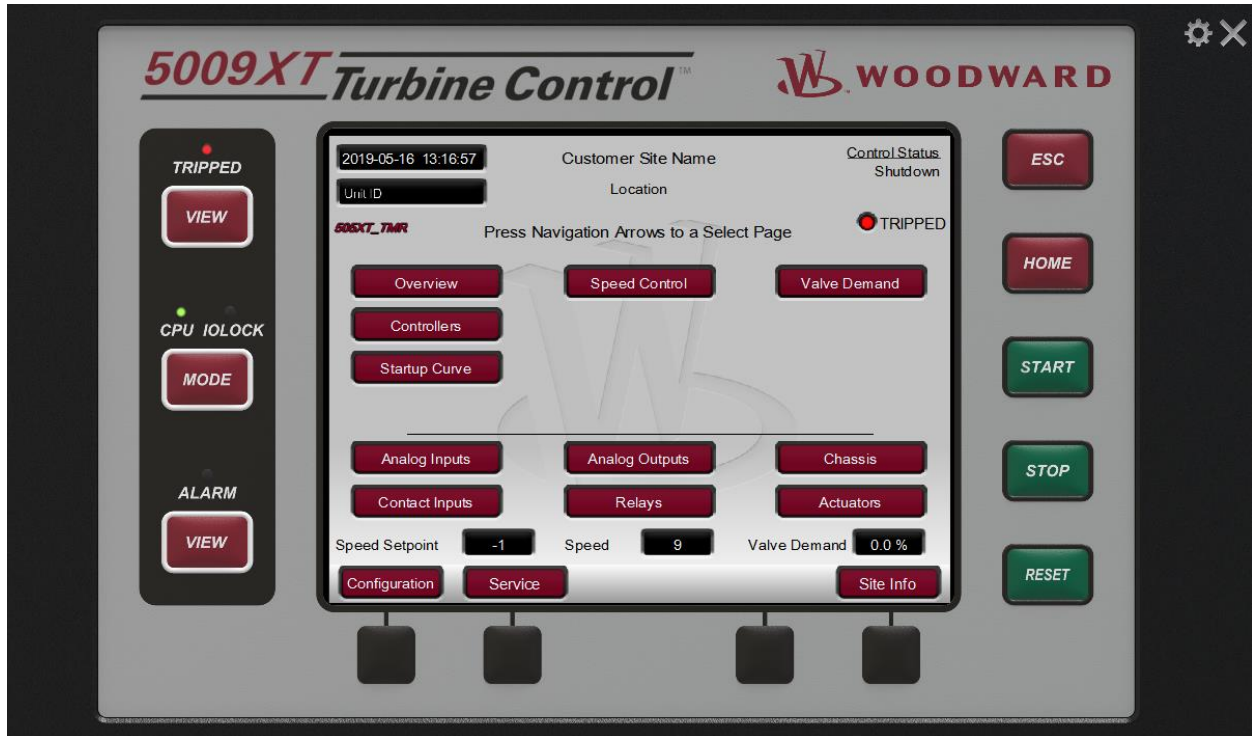 5009XT Turbine Control™
WOODWARD
TRIPPED
VIEW
CPU IOLOCK
MODE
ALARM
VIEW
2019-05-16 13:16:57
Customer Site Name
Control Status
Shutdown
Unit ID
Location
505XT_TMR
Press Navigation Arrows to a Select Page
TRIPPED
Overview
Speed Control
Valve Demand
Controllers
Startup Curve
Analog Inputs
Analog Outputs
Chassis
Contact Inputs
Relays
Actuators
Speed Setpoint -1
Speed 9
Valve Demand 0.0 %
Configuration
Service
Site Info
ESC
HOME
START
STOP
RESET